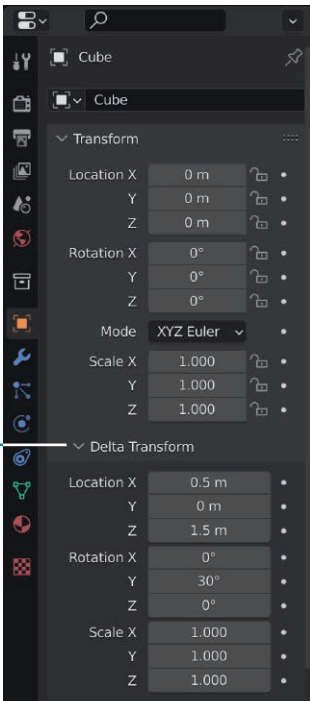 Cube
Cube
Transform
Location X 0 m
Y 0 m
Z 0 m
Rotation X 0°
Y 0°
Z 0°
Mode XYZ Euler
Scale X 1.000
Y 1.000
Z 1.000
Delta Transform
Location X 0.5 m
Y 0 m
Z 1.5 m
Rotation X 0°
Y 30°
Z 0°
Scale X 1.000
Y 1.000
Z 1.000